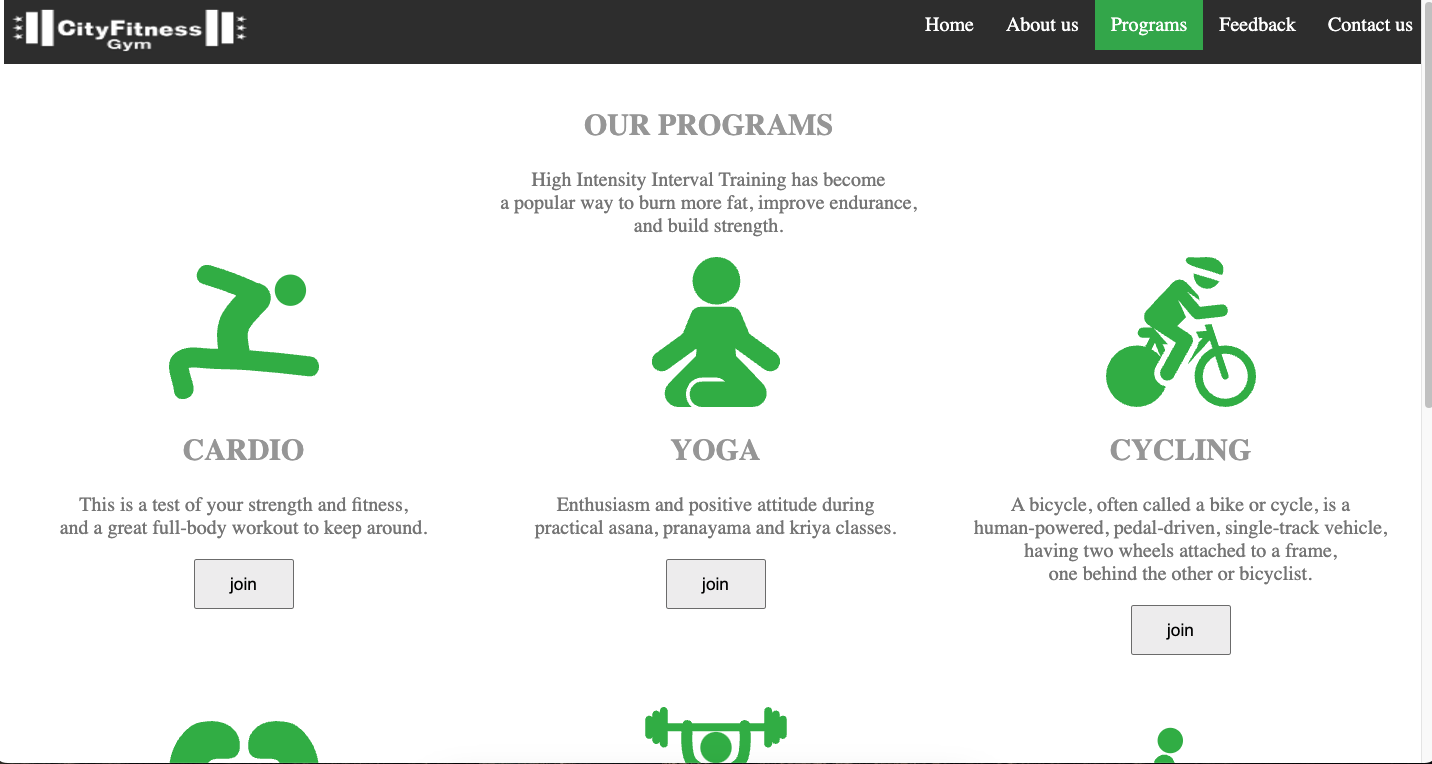 CityFitness
Gym
Home
About us
Programs
Feedback
Contact us
OUR PROGRAMS
High Intensity Interval Training has become
a popular way to burn more fat, improve endurance,
and build strength.
CARDIO
This is a test of your strength and fitness,
and a great full-body workout to keep around.
join
YOGA
Enthusiasm and positive attitude during
practical asana, pranayama and kriya classes.
join
CYCLING
A bicycle, often called a bike or cycle, is a
human-powered, pedal-driven, single-track vehicle,
having two wheels attached to a frame,
one behind the other or bicyclist.
join